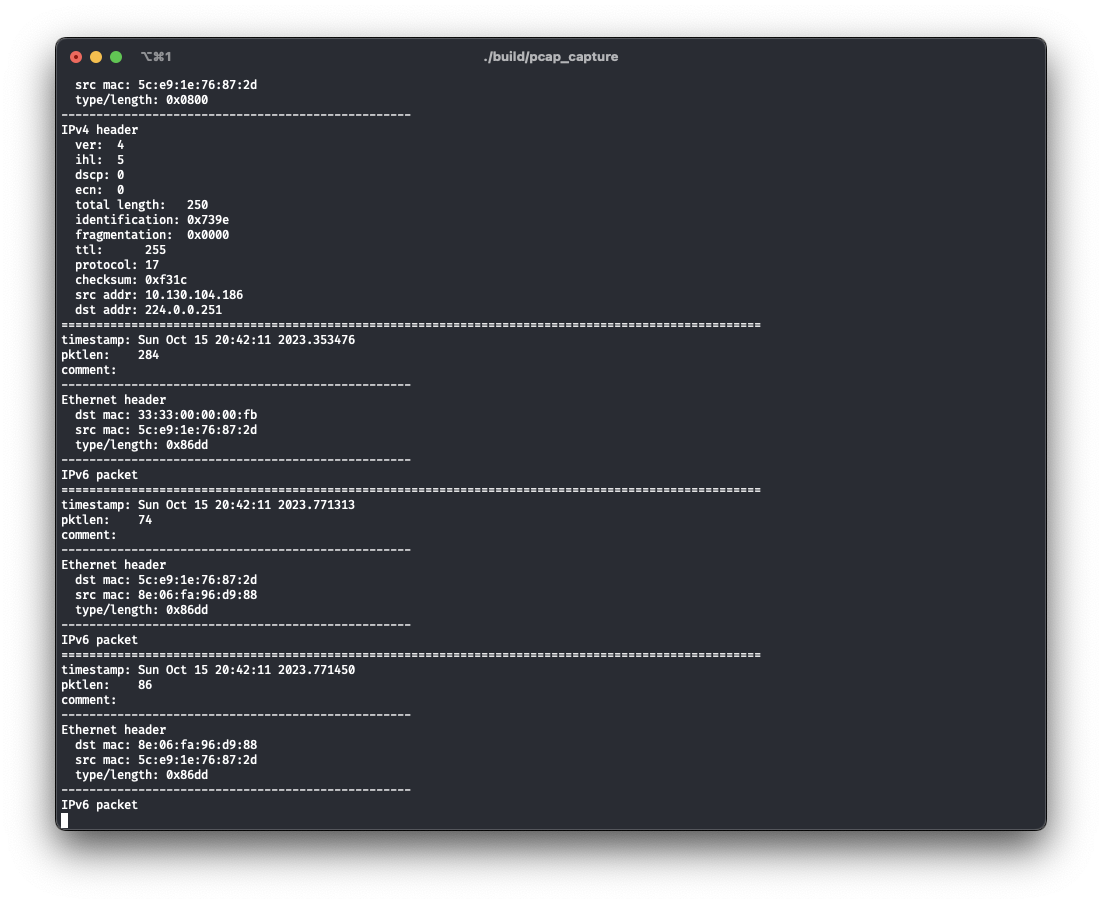 ⌥⌘1
./build/pcap_capture
  src mac: 5c:e9:1e:76:87:2d
  type/length: 0x0800
--------------------------------------------------
IPv4 header
  ver:  4
  ihl:  5
  dscp: 0
  ecn:  0
  total length:   250
  identification: 0x739e
  fragmentation:  0x0000
  ttl:      255
  protocol: 17
  checksum: 0xf31c
  src addr: 10.130.104.186
  dst addr: 224.0.0.251
====================================================================================================
timestamp: Sun Oct 15 20:42:11 2023.353476
pktlen:    284
comment:
--------------------------------------------------
Ethernet header
  dst mac: 33:33:00:00:00:fb
  src mac: 5c:e9:1e:76:87:2d
  type/length: 0x86dd
--------------------------------------------------
IPv6 packet
====================================================================================================
timestamp: Sun Oct 15 20:42:11 2023.771313
pktlen:    74
comment:
--------------------------------------------------
Ethernet header
  dst mac: 5c:e9:1e:76:87:2d
  src mac: 8e:06:fa:96:d9:88
  type/length: 0x86dd
--------------------------------------------------
IPv6 packet
====================================================================================================
timestamp: Sun Oct 15 20:42:11 2023.771450
pktlen:    86
comment:
--------------------------------------------------
Ethernet header
  dst mac: 8e:06:fa:96:d9:88
  src mac: 5c:e9:1e:76:87:2d
  type/length: 0x86dd
--------------------------------------------------
IPv6 packet